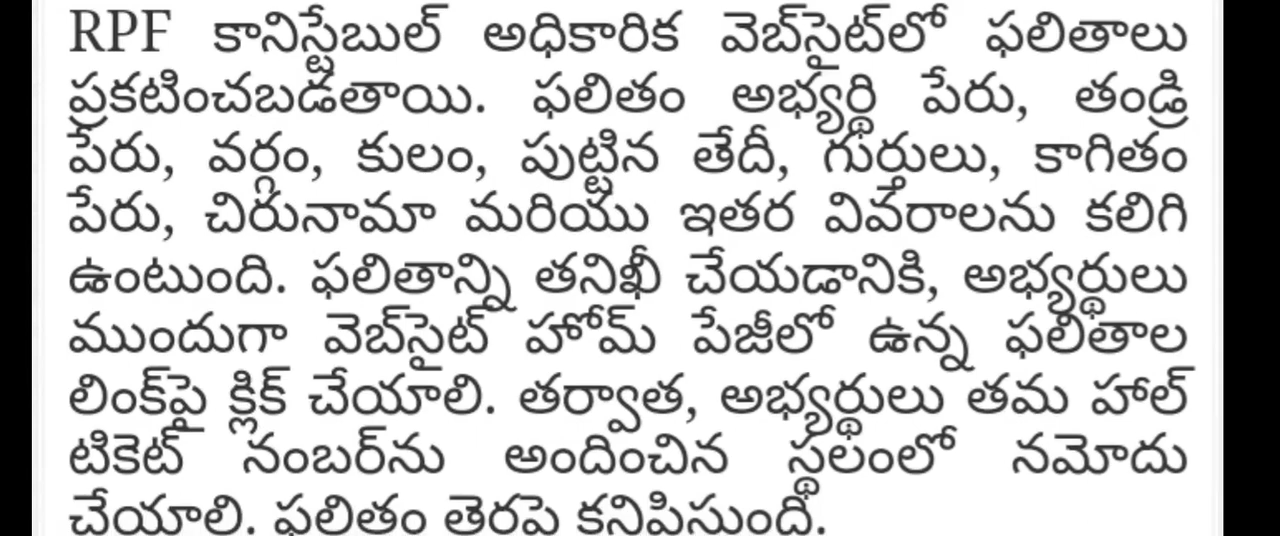 RPF కానిస్టేబుల్ అధికారిక వెబ్‌సైట్‌లో ఫలితాలు
ప్రకటించబడతాయి. ఫలితం అభ్యర్థి పేరు, తండ్రి
పేరు, వర్గం, కులం, పుట్టిన తేదీ, గుర్తులు, కాగితం
పేరు, చిరునామా మరియు ఇతర వివరాలను కలిగి
ఉంటుంది. ఫలితాన్ని తనిఖీ చేయడానికి, అభ్యర్థులు
ముందుగా వెబ్‌సైట్ హోమ్ పేజీలో ఉన్న ఫలితాల
లింక్‌పై క్లిక్ చేయాలి. తర్వాత, అభ్యర్థులు తమ హాల్
టికెట్ నంబర్‌ను అందించిన స్థలంలో నమోదు
చేయాలి. ఫలితం తెరపై కనిపిస్తుంది.